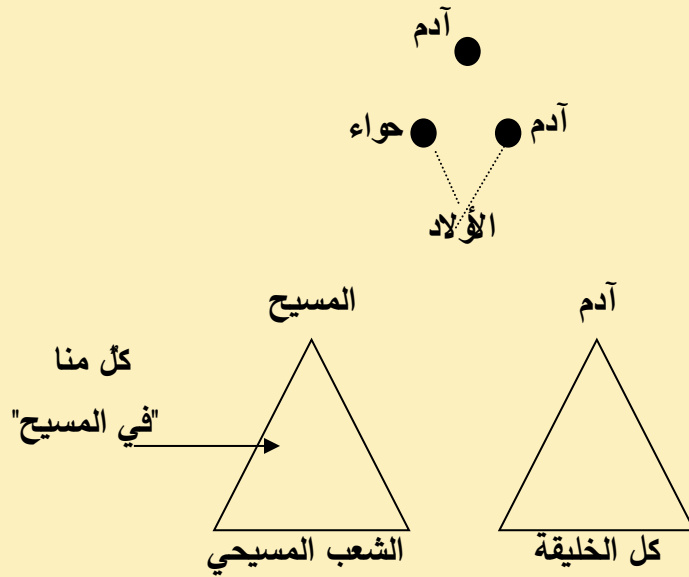 آدم
آدم
حواء
الأولاد
آدم
المسيح
كلٌ منا
"في المسيح"
كل الخليقة
الشعب المسيحي